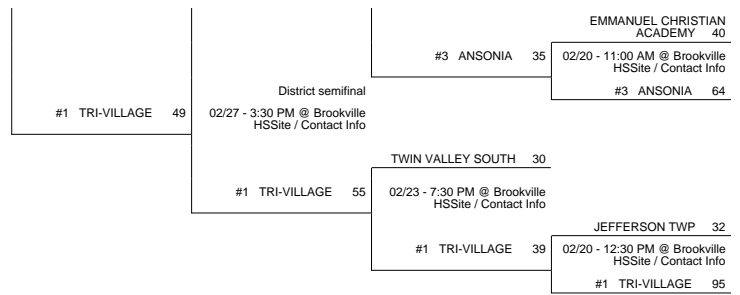 EMMANUEL CHRISTIAN
ACADEMY 40
#3 ANSONIA 35
02/20 - 11:00 AM @ Brookville
HSSite / Contact Info
#3 ANSONIA 64
District semifinal
#1 TRI-VILLAGE 49
02/27 - 3:30 PM @ Brookville
HSSite / Contact Info
TWIN VALLEY SOUTH 30
#1 TRI-VILLAGE 55
02/23 - 7:30 PM @ Brookville
HSSite / Contact Info
JEFFERSON TWP 32
#1 TRI-VILLAGE 39
02/20 - 12:30 PM @ Brookville
HSSite / Contact Info
#1 TRI-VILLAGE 95